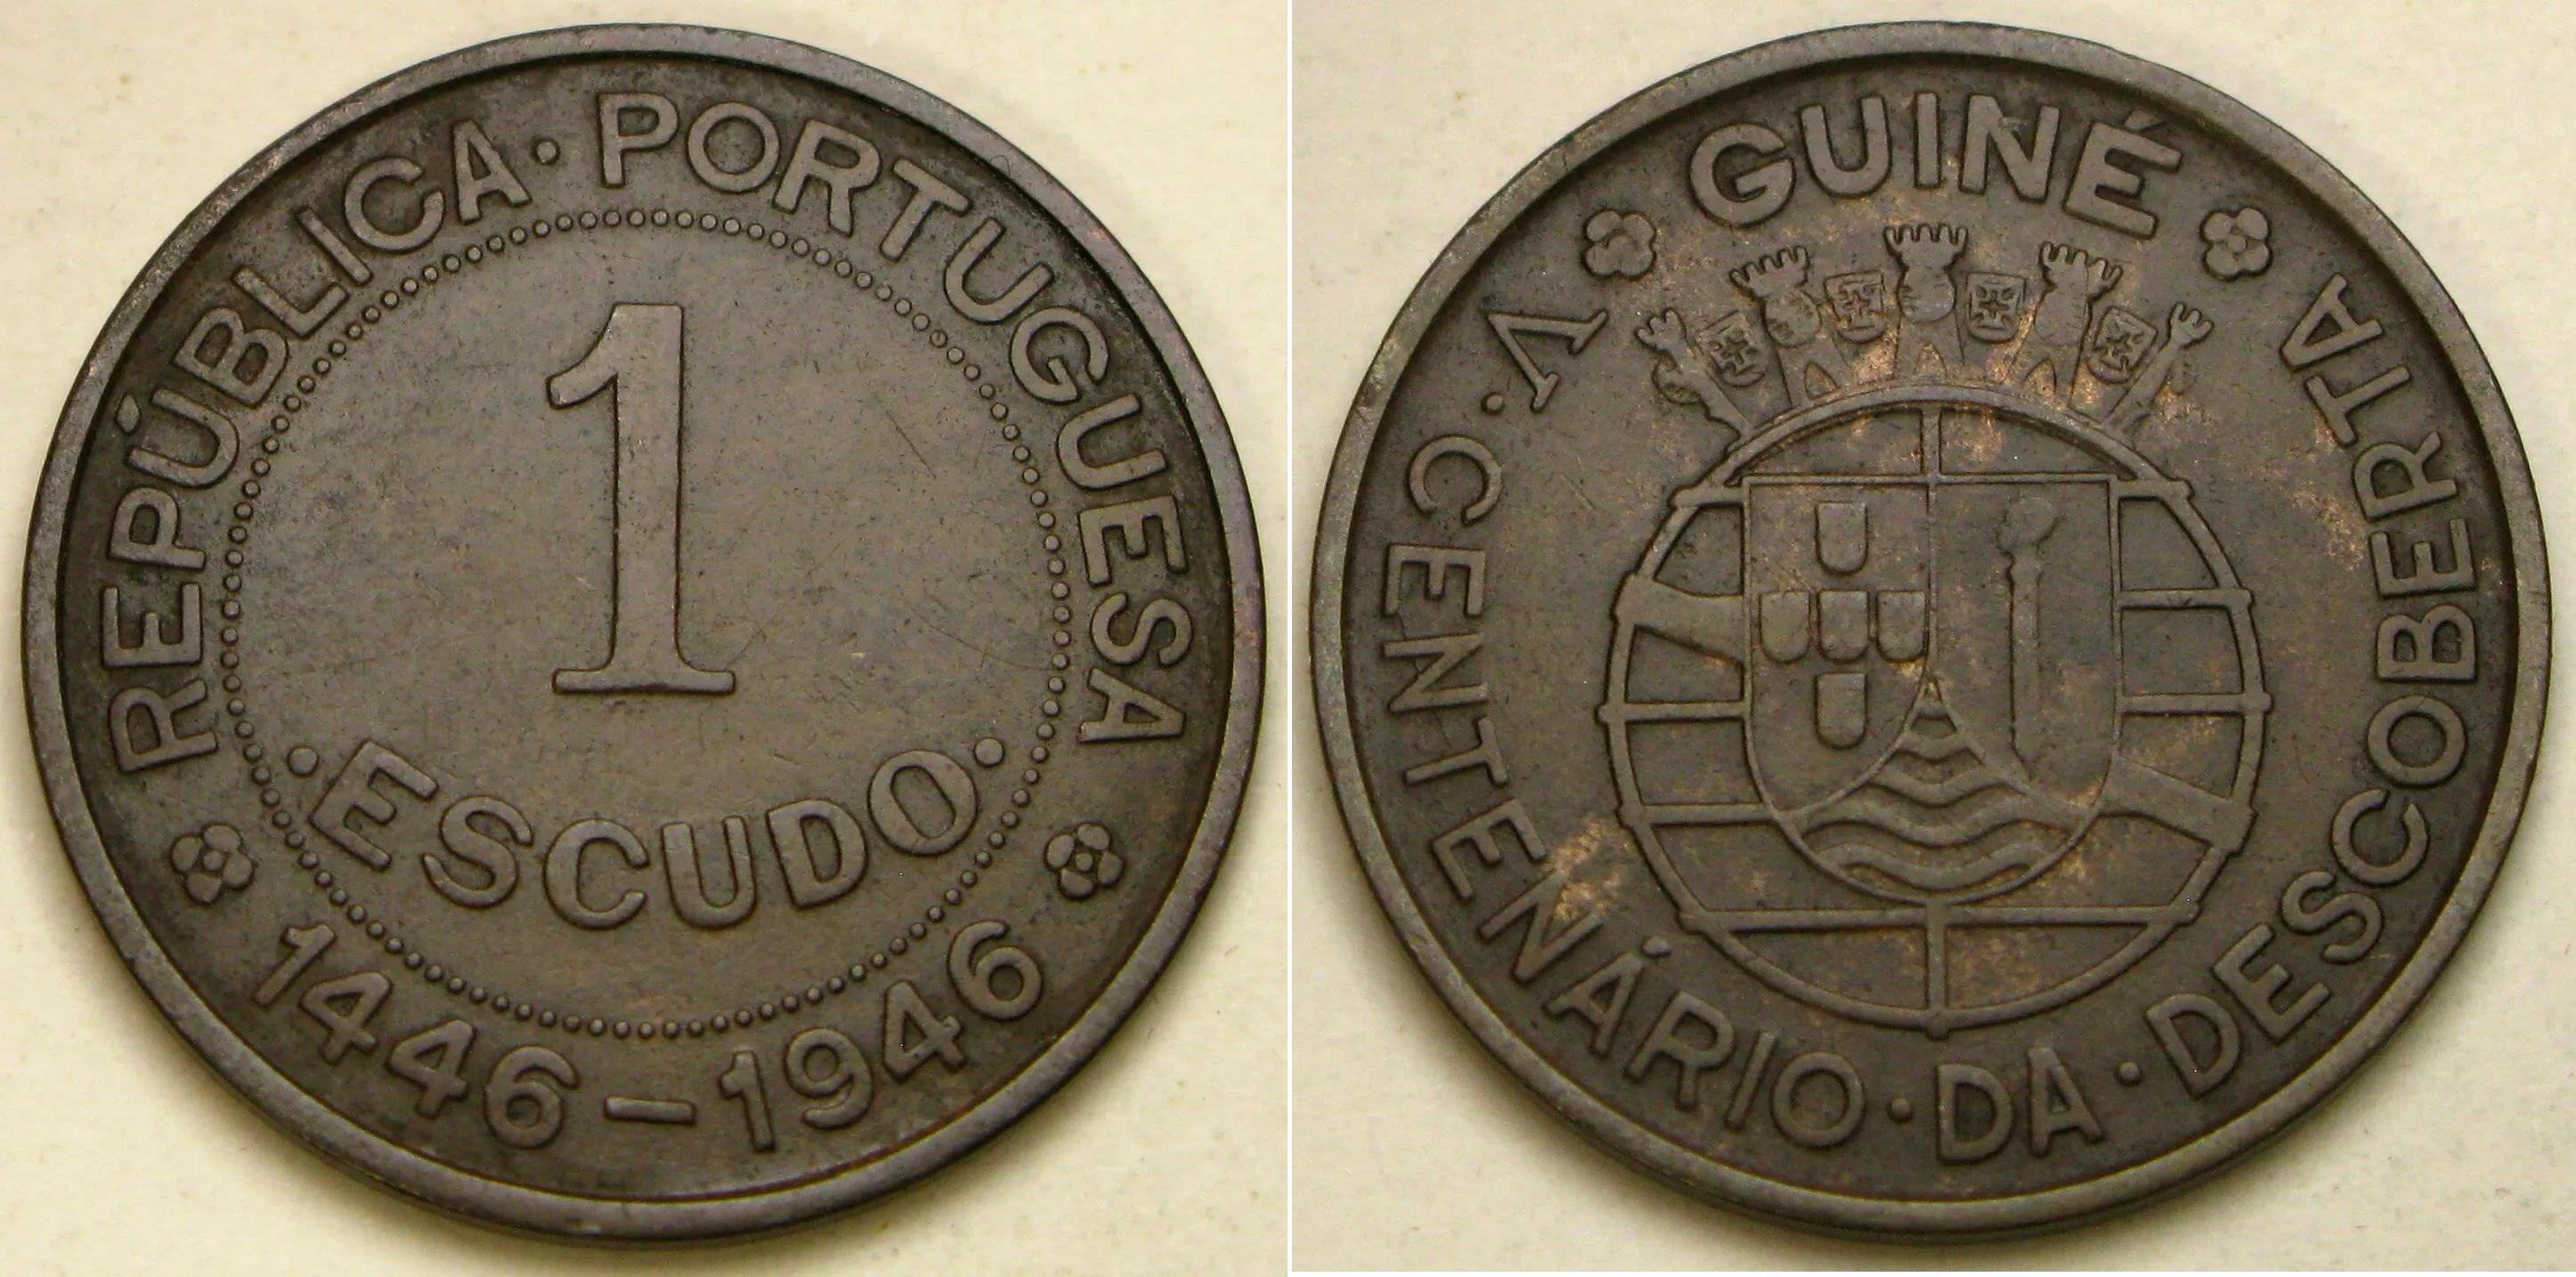 REPÚBLICA · PORTUGUESA
1
· ESCUDO ·
1446 – 1946
GUINÉ
V · CENTENÁRIO · DA · DESCOBERTA